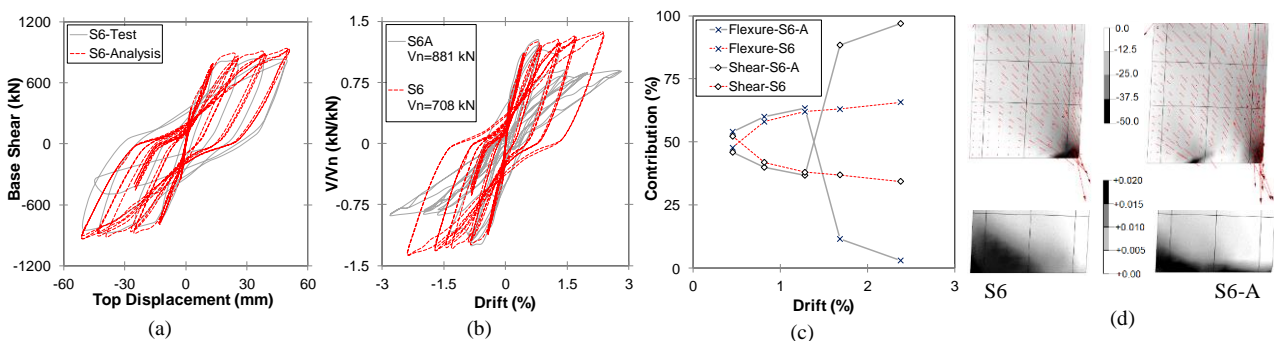 1200
600
0
-600
-1200
Base Shear (kN)
S6-Test
S6-Analysis
-60
-30
0
30
60
Top Displacement (mm)
(a)
1.5
0.75
0
-0.75
-1.5
V/Vn (kN/kN)
S6A
Vn=881 kN
S6
Vn=708 kN
-3
-1.5
0
1.5
3
Drift (%)
(b)
100
75
50
25
0
Contribution (%)
Flexure-S6-A
Flexure-S6
Shear-S6-A
Shear-S6
0
1
2
3
Drift (%)
(c)
0.0
-12.5
-25.0
-37.5
-50.0
+0.020
+0.015
+0.010
+0.005
+0.00
S6
S6-A
(d)